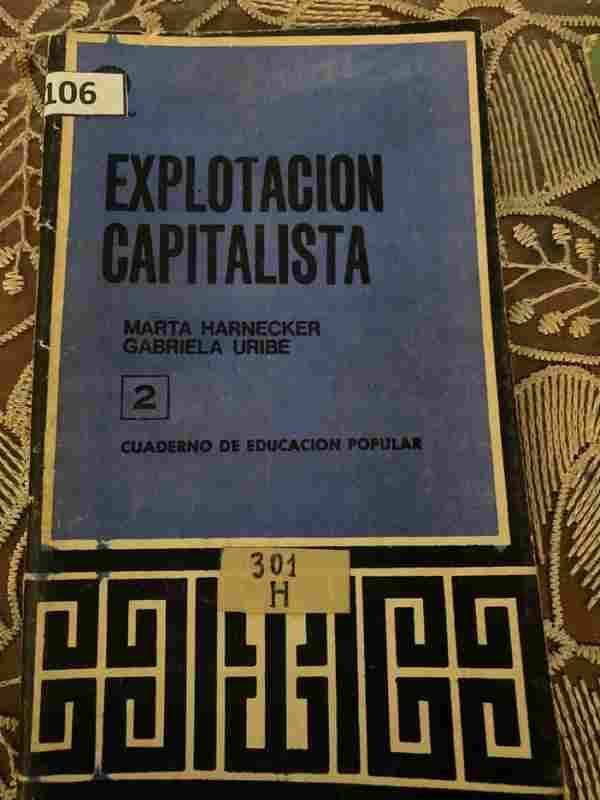 106
EXPLOTACION
CAPITALISTA
MARTA HARNECKER
GABRIELA URIBE
2
CUADERNO DE EDUCACION POPULAR
301
H